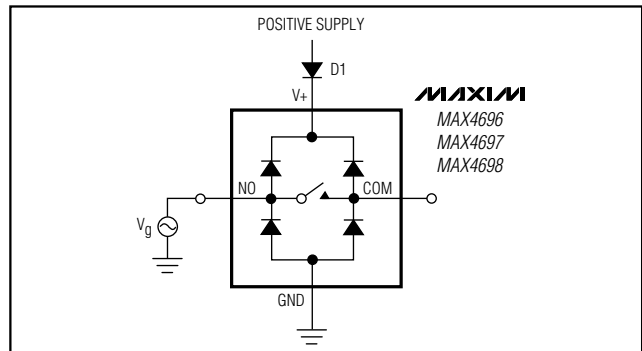 POSITIVE SUPPLY
D1
V+
MAXIM
MAX4696
MAX4697
MAX4698
NO
COM
Vg
GND